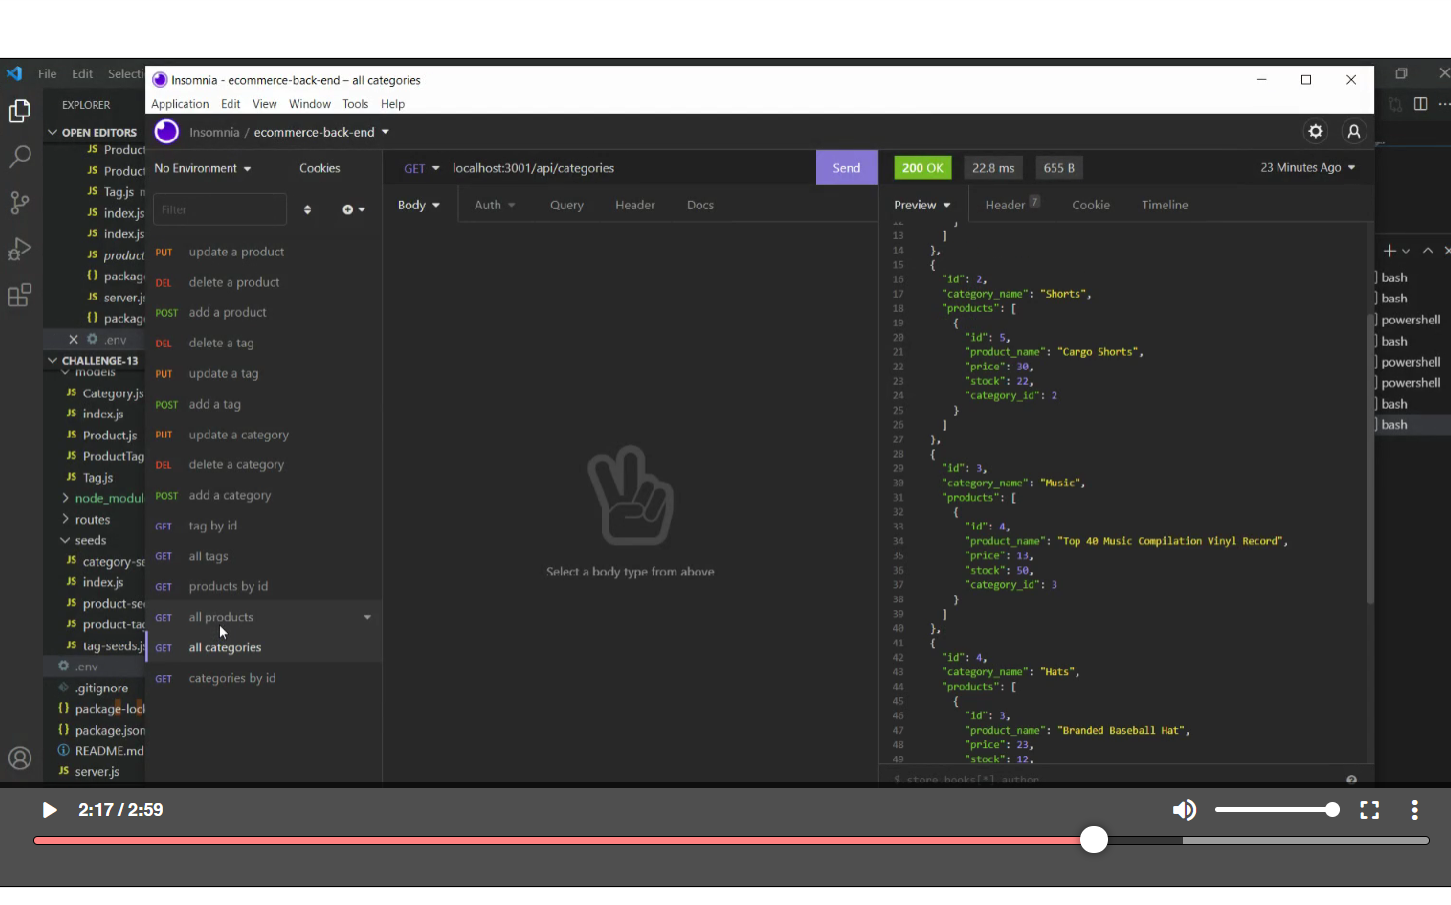 File Edit Select
Insomnia - ecommerce-back-end – all categories
Application Edit View Window Tools Help
EXPLORER
Insomnia / ecommerce-back-end
OPEN EDITORS
JS Product
JS Product
JS Tag.js
JS index.js
JS index.js
JS product
{} packag
JS server.js
{} packag
X .env
CHALLENGE-13
models
JS Category.js
JS index.js
JS Product.js
JS ProductTag
JS Tag.js
node_modul
routes
seeds
JS category-se
JS index.js
JS product-see
JS product-tag
JS tag-seeds.js
.env
.gitignore
{} package-lock
{} package.json
README.md
JS server.js
No Environment Cookies
Filter
PUT update a product
DEL delete a product
POST add a product
DEL delete a tag
PUT update a tag
POST add a tag
PUT update a category
DEL delete a category
POST add a category
GET tag by id
GET all tags
GET products by id
GET all products
GET all categories
GET categories by id
GET localhost:3001/api/categories Send
Body Auth Query Header Docs
Select a body type from above
200 OK 22.8 ms 655 B 23 Minutes Ago
Preview Header 7 Cookie Timeline
12 }
13 ]
14 },
15 {
16 "id": 2,
17 "category_name": "Shorts",
18 "products": [
19 {
20 "id": 5,
21 "product_name": "Cargo Shorts",
22 "price": 30,
23 "stock": 22,
24 "category_id": 2
25 }
26 ]
27 },
28 {
29 "id": 3,
30 "category_name": "Music",
31 "products": [
32 {
33 "id": 4,
34 "product_name": "Top 40 Music Compilation Vinyl Record",
35 "price": 13,
36 "stock": 50,
37 "category_id": 3
38 }
39 ]
40 },
41 {
42 "id": 4,
43 "category_name": "Hats",
44 "products": [
45 {
46 "id": 3,
47 "product_name": "Branded Baseball Hat",
48 "price": 23,
49 "stock": 12,
$.store.books[*].author
bash
bash
powershell
bash
powershell
powershell
bash
bash
2:17 / 2:59